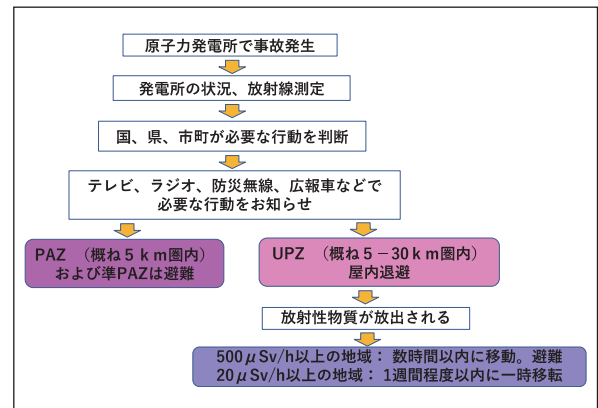 原子力発電所で事故発生
発電所の状況、放射線測定
国、県、市町が必要な行動を判断
テレビ、ラジオ、防災無線、広報車などで
必要な行動をお知らせ
PAZ （概ね５ｋｍ圏内）
および準PAZは避難
UPZ （概ね５－30ｋｍ圏内）
屋内退避
放射性物質が放出される
500μSv/h以上の地域： 数時間以内に移動。避難
20μSv/h以上の地域： 1週間程度以内に一時移転